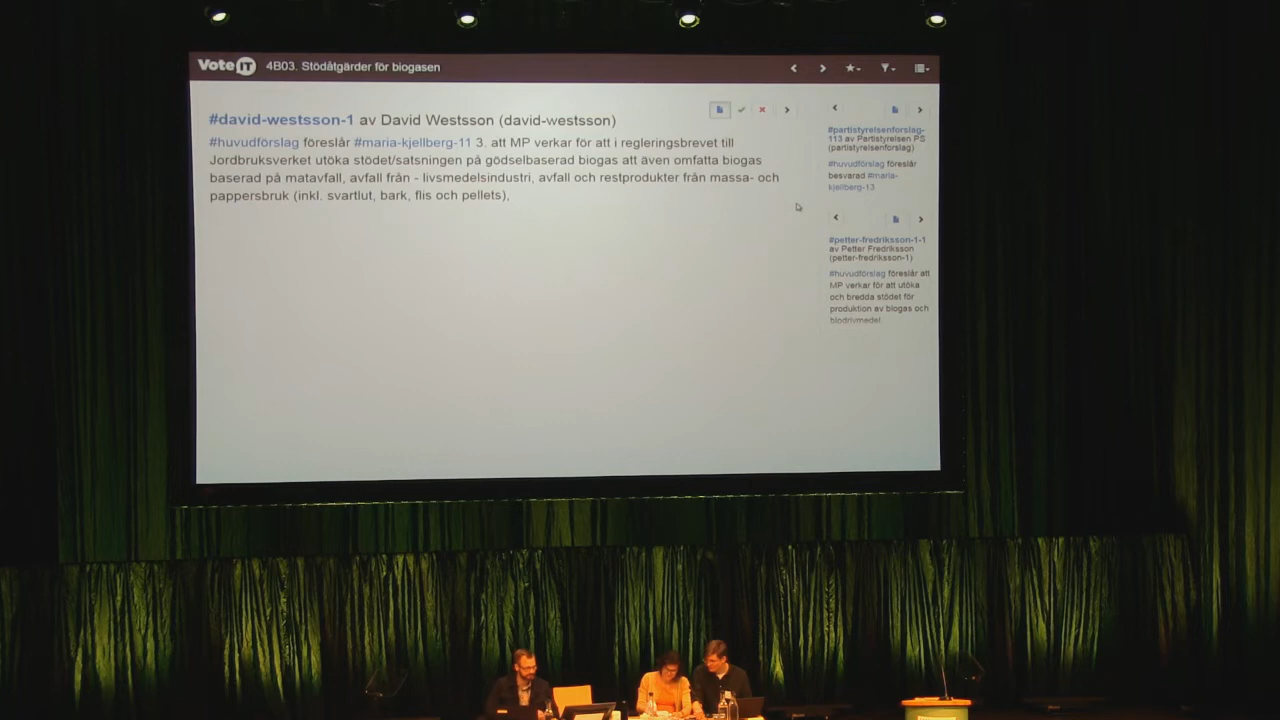 VoteIT 4B03. Stödåtgärder för biogasen
#david-westsson-1 av David Westsson (david-westsson)
#huvudförslag föreslår #maria-kjellberg-11 3. att MP verkar för att i regleringsbrevet till
Jordbruksverket utöka stödet/satsningen på gödselbaserad biogas att även omfatta biogas
baserad på matavfall, avfall från - livsmedelsindustri, avfall och restprodukter från massa- och
pappersbruk (inkl. svartlut, bark, flis och pellets),
#partistyrelsenforslag-
113 av Partistyrelsen PS
(partistyrelsenforslag)
#huvudförslag föreslår
besvarad #maria-
kjellberg-13
#petter-fredriksson-1-1
av Petter Fredriksson
(petter-fredriksson-1)
#huvudförslag föreslår att
MP verkar för att utöka
och bredda stödet för
produktion av biogas och
biodrivmedel.